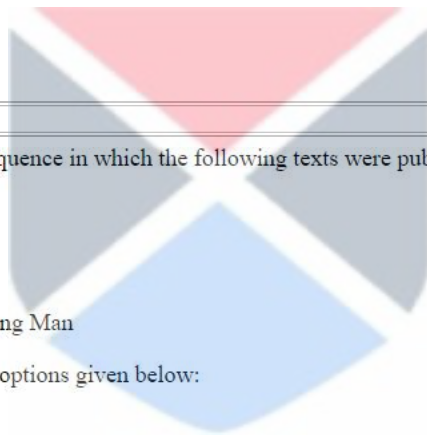 quence in which the following texts were pub
ng Man
options given below: